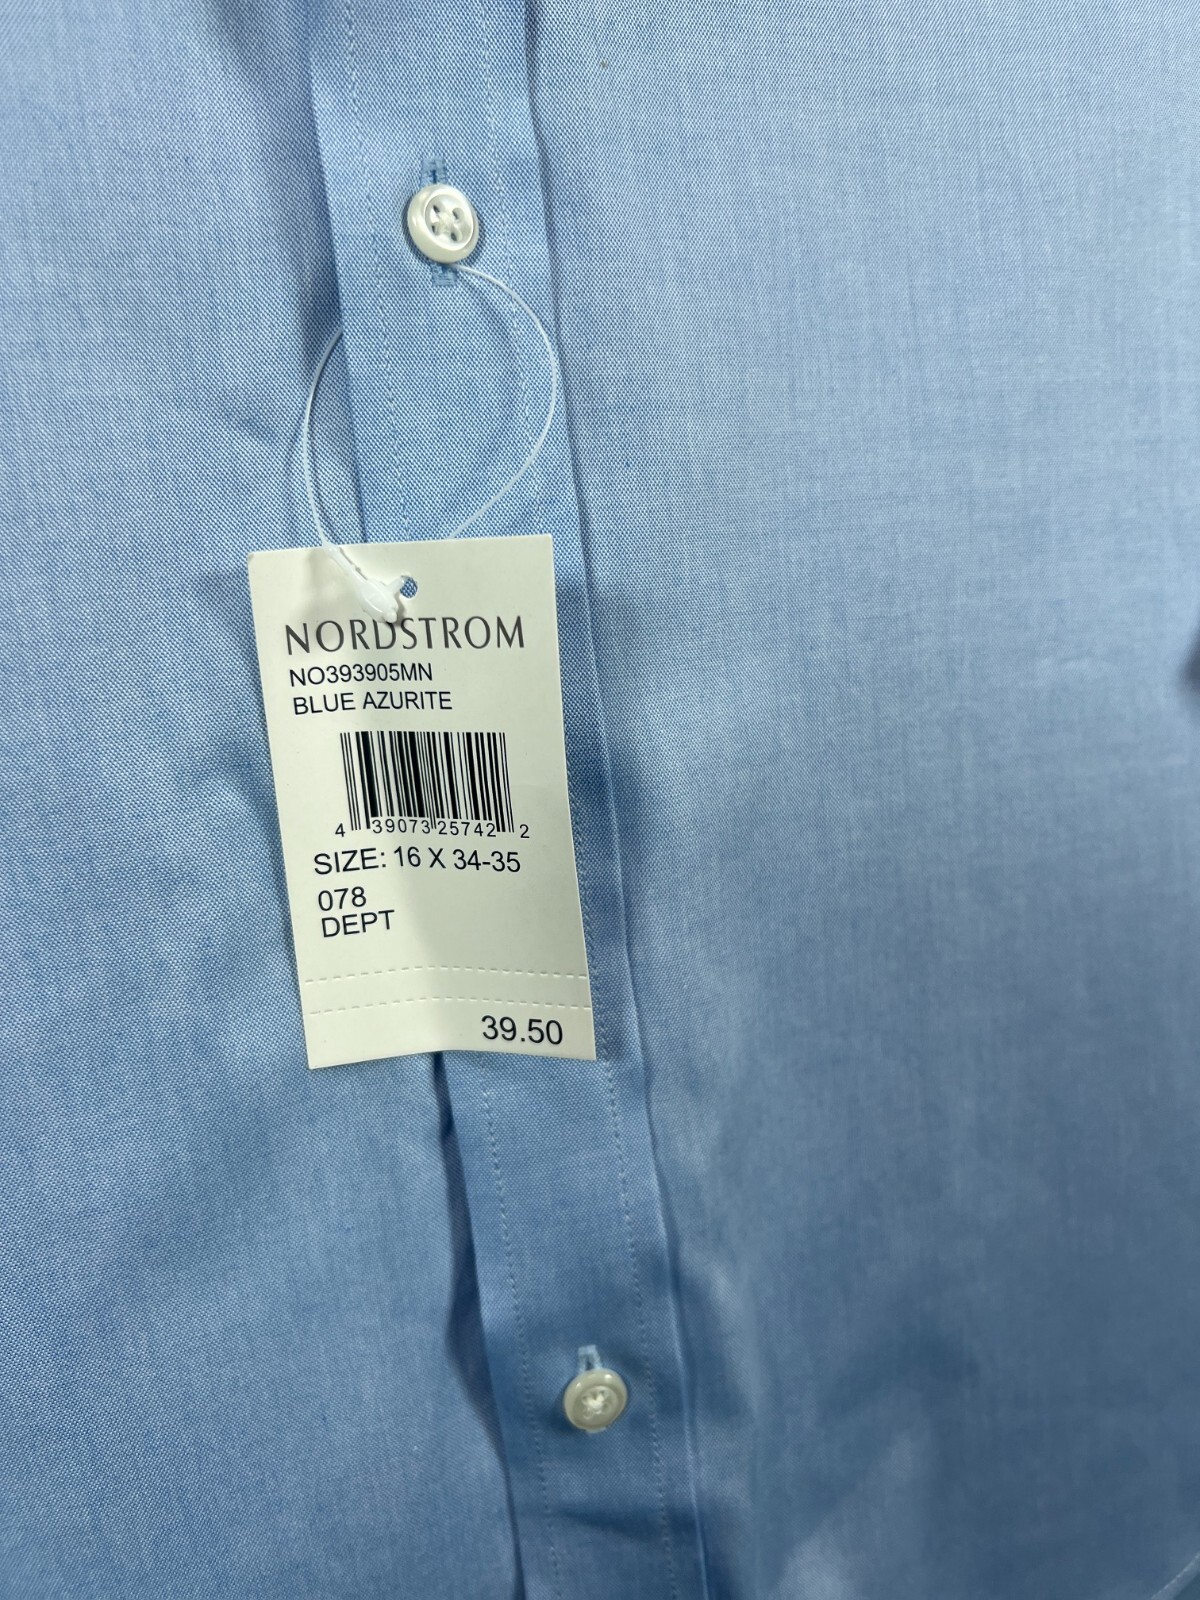 NORDSTROM
NO393905MN
BLUE AZURITE
4 39073 25742 2
SIZE: 16 X 34-35
078
DEPT
39.50